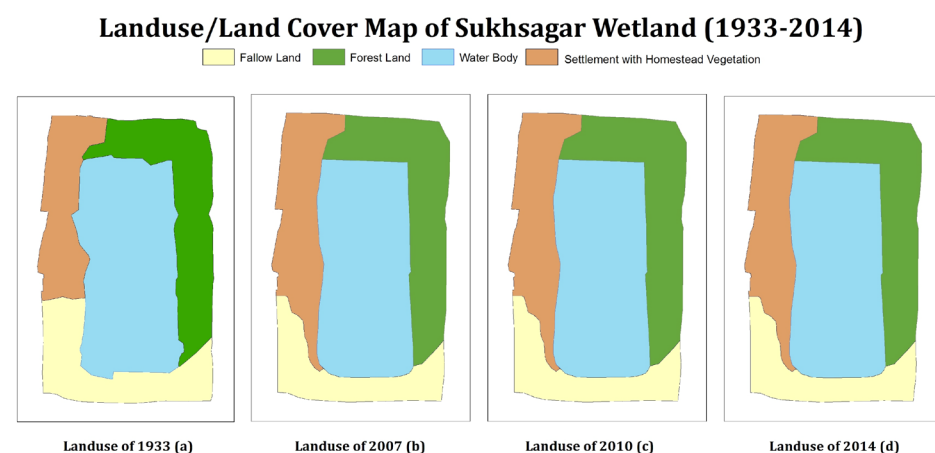 Landuse/Land Cover Map of Sukhsagar Wetland (1933-2014)
Fallow Land Forest Land Water Body Settlement with Homestead Vegetation
Landuse of 1933 (a) Landuse of 2007 (b) Landuse of 2010 (c) Landuse of 2014 (d)